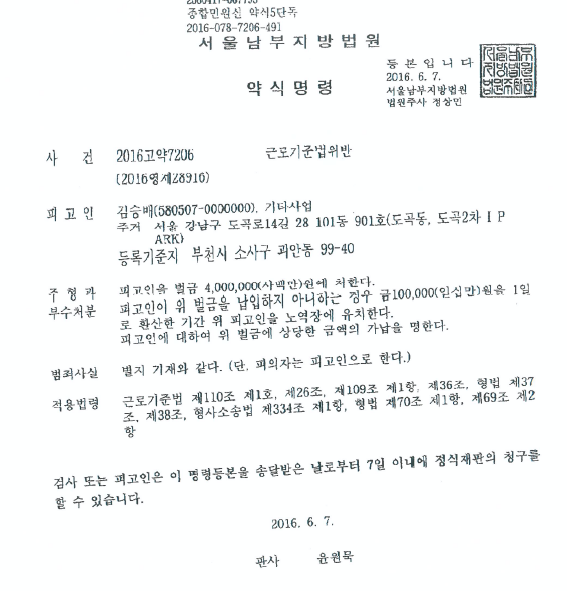 종합민원실 약식5단독
2016-078-7206-491
서울남부지방법원
약식명령
등본입니다
2016. 6. 7.
서울남부지방법원
법원주사 정상민
사 건 2016고약7206 근로기준법위반
(2016형제28916)
피 고 인 김승배(580507-0000000), 기타사업
주거 서울 강남구 도곡로14길 28 101동 901호(도곡동, 도곡2차 I P
ARK)
등록기준지 부천시 소사구 괴안동 99-40
주 형 과 피고인을 벌금 4,000,000(사백만)원에 처한다.
부수처분 피고인이 위 벌금을 납입하지 아니하는 경우 금100,000(일십만)원을 1일
로 환산한 기간 위 피고인을 노역장에 유치한다.
피고인에 대하여 위 벌금에 상당한 금액의 가납을 명한다.
범죄사실 별지 기재와 같다. (단, 피의자는 피고인으로 한다.)
적용법령 근로기준법 제110조 제1호, 제26조, 제109조 제1항, 제36조, 형법 제37
조, 제38조, 형사소송법 제334조 제1항, 형법 제70조 제1항, 제69조 제2
항
검사 또는 피고인은 이 명령등본을 송달받은 날로부터 7일 이내에 정식재판의 청구를
할 수 있습니다.
2016. 6. 7.
판사 윤원묵